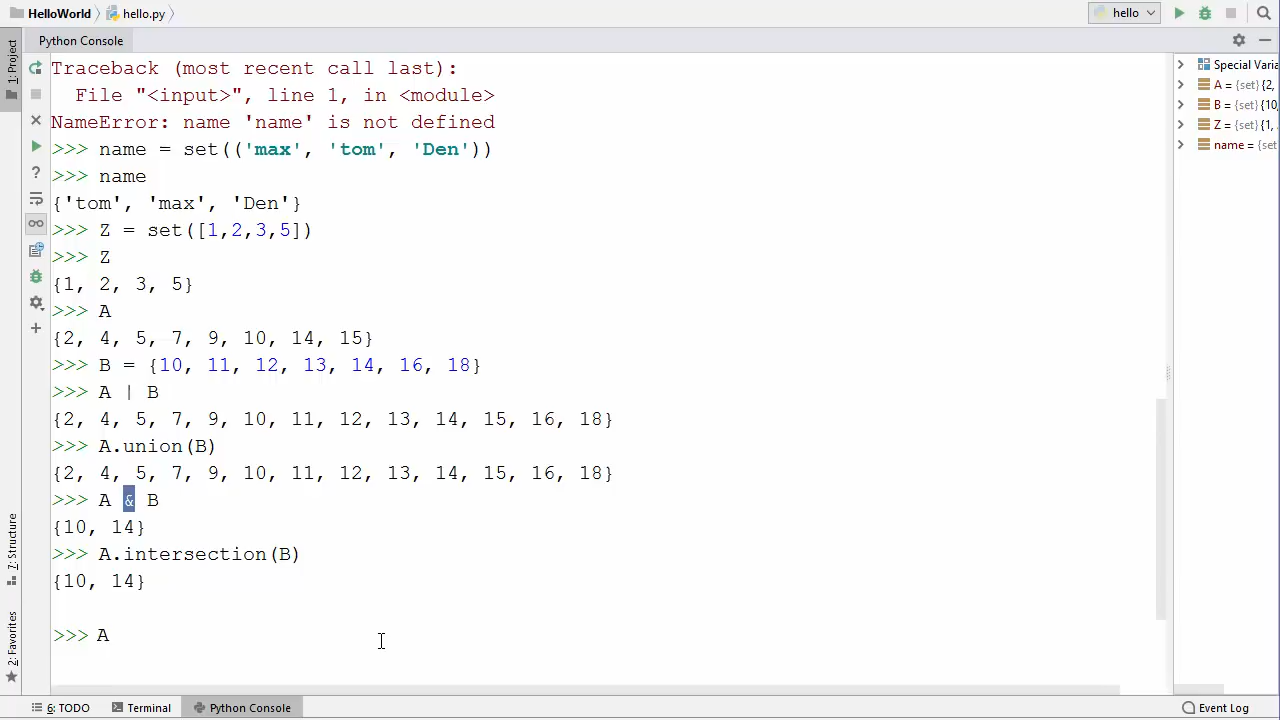 HelloWorld hello.py hello
Python Console
1: Project
Traceback (most recent call last):
File "<input>", line 1, in <module>
NameError: name 'name' is not defined
>>> name = set(('max', 'tom', 'Den'))
>>> name
{'tom', 'max', 'Den'}
>>> Z = set([1,2,3,5])
>>> Z
{1, 2, 3, 5}
>>> A
{2, 4, 5, 7, 9, 10, 14, 15}
>>> B = {10, 11, 12, 13, 14, 16, 18}
>>> A | B
{2, 4, 5, 7, 9, 10, 11, 12, 13, 14, 15, 16, 18}
>>> A.union(B)
{2, 4, 5, 7, 9, 10, 11, 12, 13, 14, 15, 16, 18}
>>> A & B
{10, 14}
>>> A.intersection(B)
{10, 14}
>>> A
Special Varia
A = {set} {2,
B = {set} {10,
Z = {set} {1,
name = {set
Z: Structure
2: Favorites
6: TODO Terminal Python Console Event Log